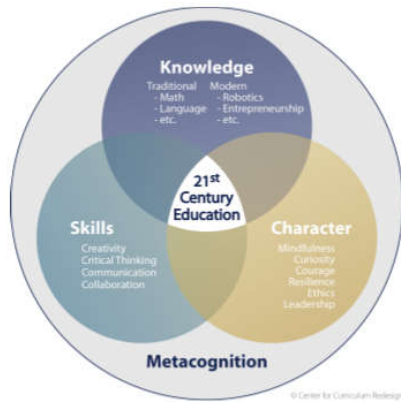 Knowledge
Traditional Modern
- Math - Robotics
- Language - Entrepreneurship
- etc. - etc.
21st
Century
Education
Skills
Creativity
Critical Thinking
Communication
Collaboration
Character
Mindfulness
Curiosity
Courage
Resilience
Ethics
Leadership
Metacognition
© Center for Curriculum Redesign